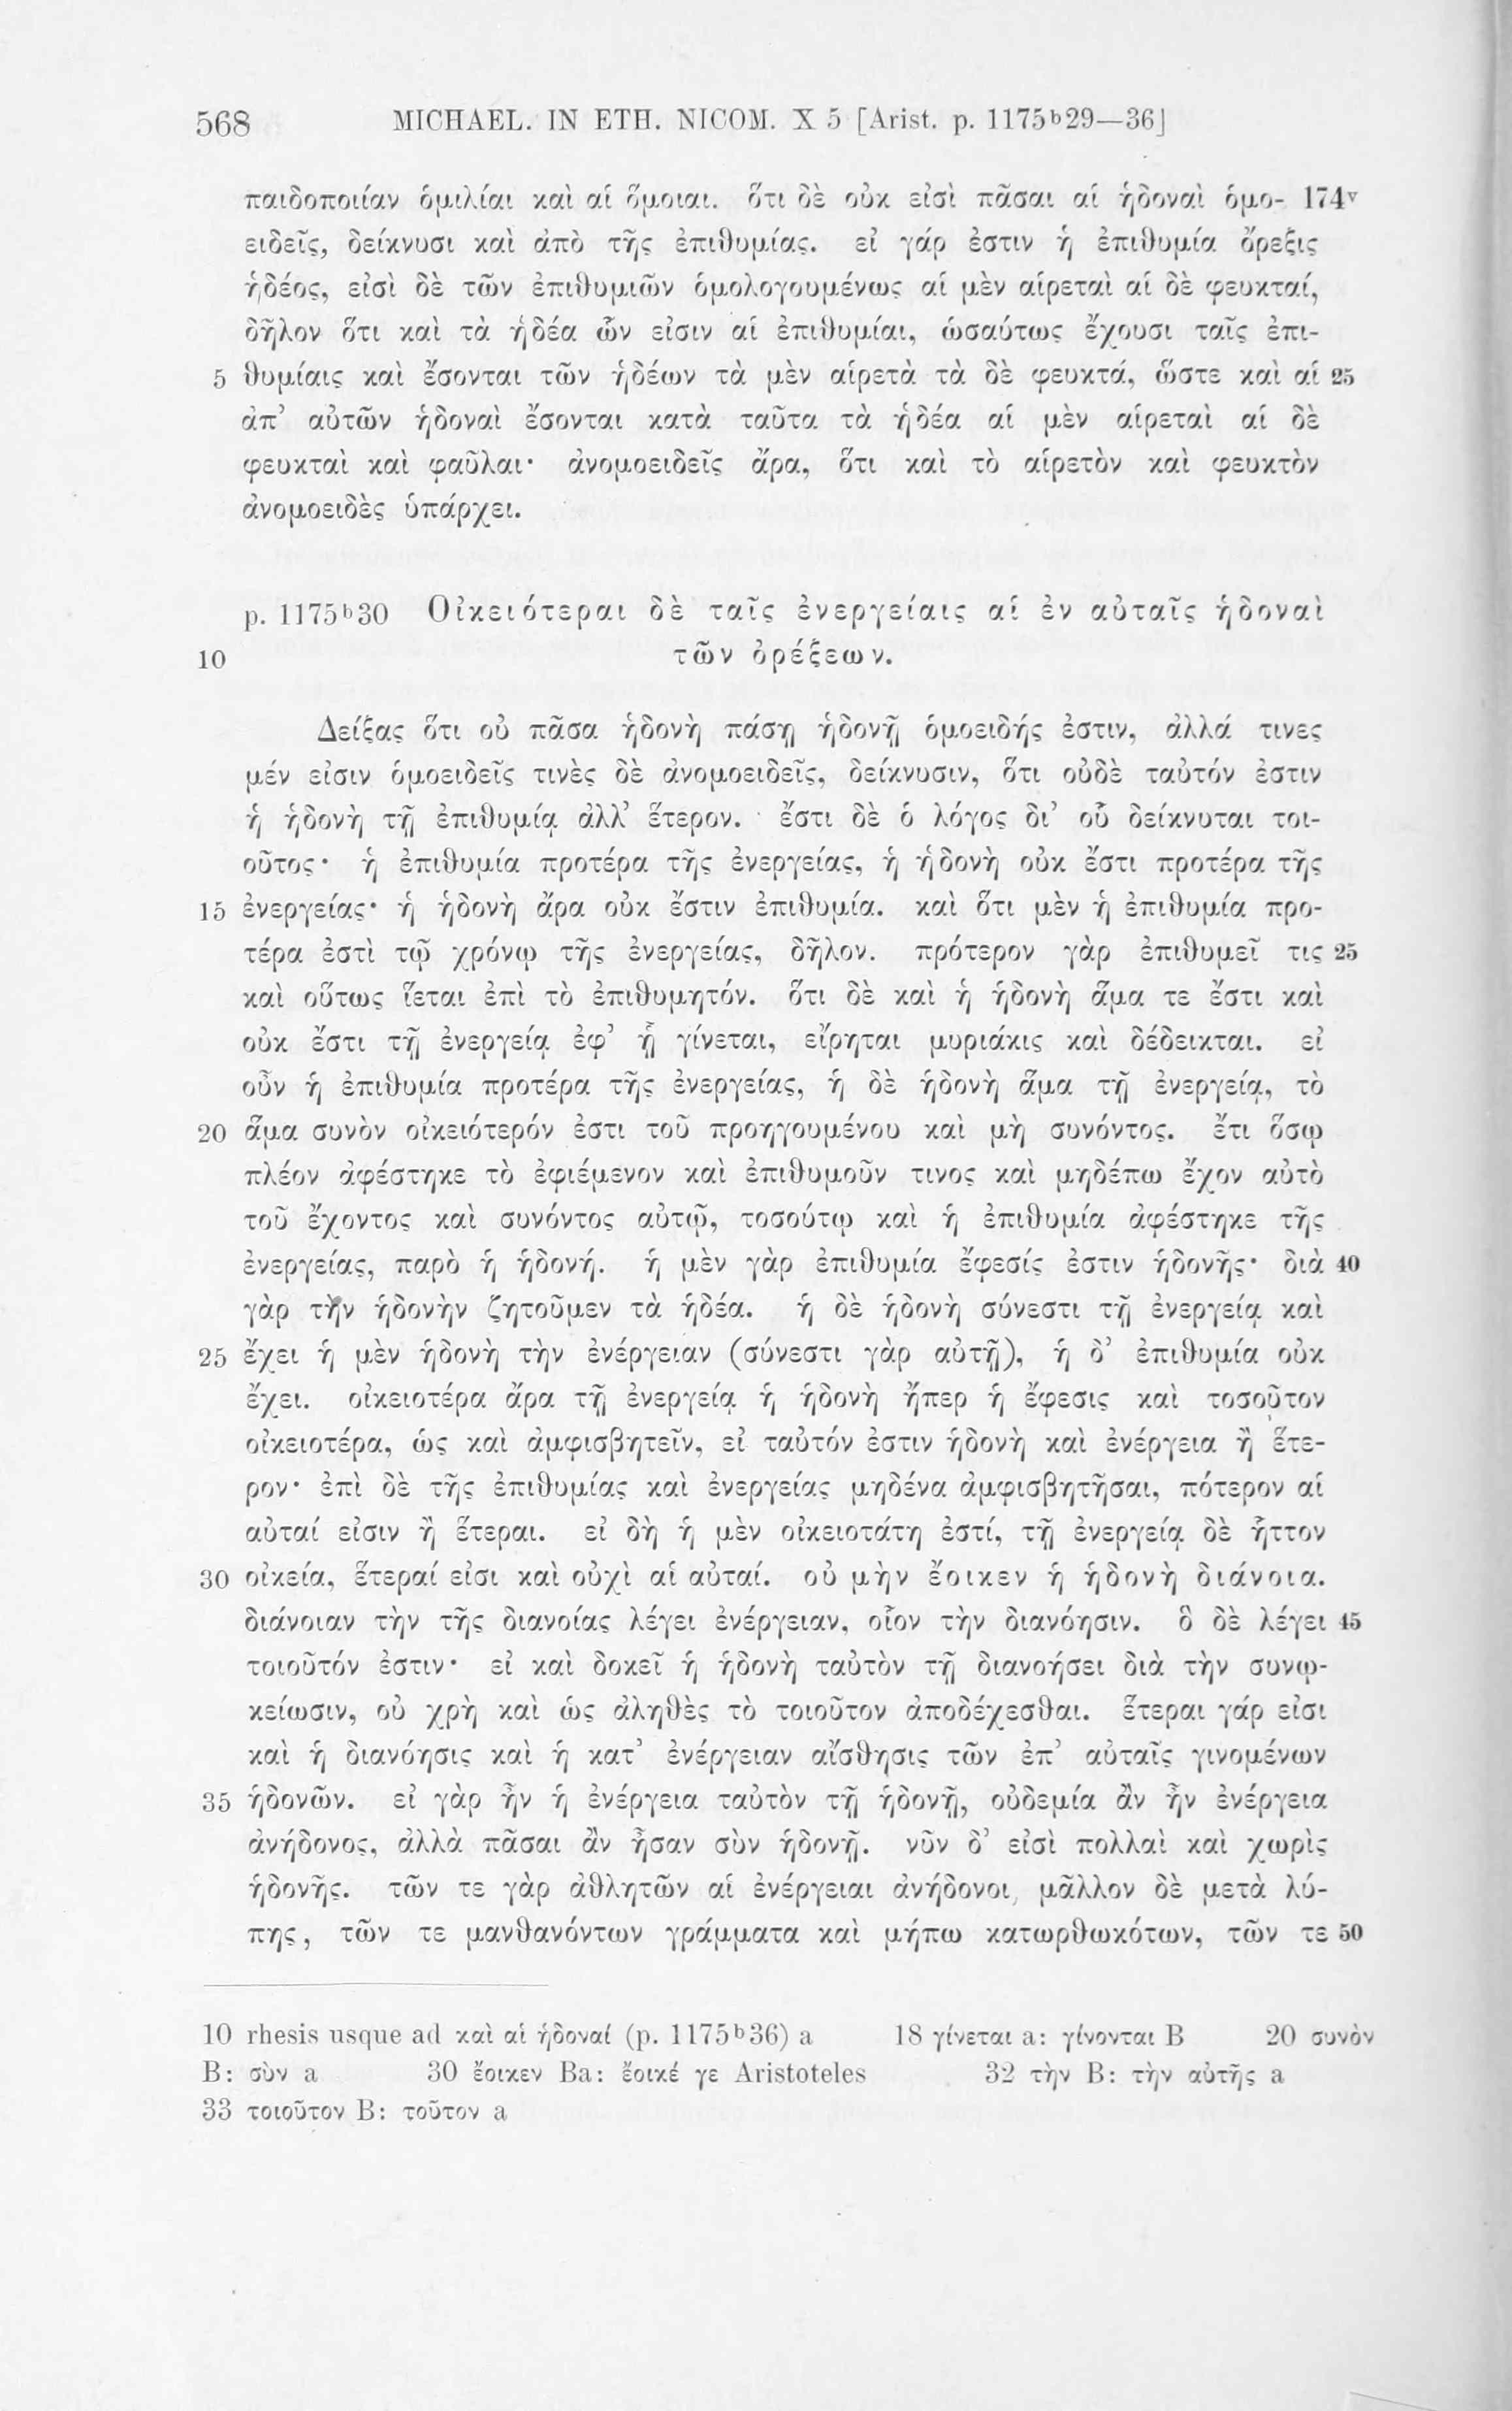 568 MICHAEL. IN ETH. NICOM. X 5 [Arist. p. 1175b29—36]
παιδοποιίαν ὁμιλίαι καὶ αἱ ὅμοιαι. ὅτι δὲ οὐκ εἰσὶ πᾶσαι αἱ ἡδοναὶ ὁμο- 174v
ειδεῖς, δείκνυσι καὶ ἀπὸ τῆς ἐπιθυμίας. εἰ γάρ ἐστιν ἡ ἐπιθυμία ὄρεξις
ἡδέος, εἰσὶ δὲ τῶν ἐπιθυμιῶν ὁμολογουμένως αἱ μὲν αἱρεταὶ αἱ δὲ φευκταί,
δῆλον ὅτι καὶ τὰ ἡδέα ὧν εἰσιν αἱ ἐπιθυμίαι, ὡσαύτως ἔχουσι ταῖς ἐπι-
5 θυμίαις καὶ ἔσονται τῶν ἡδέων τὰ μὲν αἱρετὰ τὰ δὲ φευκτά, ὥστε καὶ αἱ 25
ἀπ’ αὐτῶν ἡδοναὶ ἔσονται κατὰ ταῦτα τὰ ἡδέα αἱ μὲν αἱρεταὶ αἱ δὲ
φευκταὶ καὶ φαῦλαι· ἀνομοειδεῖς ἄρα, ὅτι καὶ τὸ αἱρετὸν καὶ φευκτὸν
ἀνομοειδὲς ὑπάρχει.
p. 1175b30 Οἰκειότεραι δὲ ταῖς ἐνεργείαις αἱ ἐν αὐταῖς ἡδοναὶ
10 τῶν ὀρέξεων.
Δείξας ὅτι οὐ πᾶσα ἡδονὴ πάσῃ ἡδονῇ ὁμοειδής ἐστιν, ἀλλά τινες
μέν εἰσιν ὁμοειδεῖς τινὲς δὲ ἀνομοειδεῖς, δείκνυσιν, ὅτι οὐδὲ ταὐτόν ἐστιν
ἡ ἡδονὴ τῇ ἐπιθυμίᾳ ἀλλ’ ἕτερον. ἔστι δὲ ὁ λόγος δι’ οὗ δείκνυται τοι-
οῦτος· ἡ ἐπιθυμία προτέρα τῆς ἐνεργείας, ἡ ἡδονὴ οὐκ ἔστι προτέρα τῆς
15 ἐνεργείας· ἡ ἡδονὴ ἄρα οὐκ ἔστιν ἐπιθυμία. καὶ ὅτι μὲν ἡ ἐπιθυμία προ-
τέρα ἐστὶ τῷ χρόνῳ τῆς ἐνεργείας, δῆλον. πρότερον γὰρ ἐπιθυμεῖ τις 25
καὶ οὕτως ἵεται ἐπὶ τὸ ἐπιθυμητόν. ὅτι δὲ καὶ ἡ ἡδονὴ ἅμα τε ἔστι καὶ
οὐκ ἔστι τῇ ἐνεργείᾳ ἐφ’ ᾗ γίνεται, εἴρηται μυριάκις καὶ δέδεικται. εἰ
οὖν ἡ ἐπιθυμία προτέρα τῆς ἐνεργείας, ἡ δὲ ἡδονὴ ἅμα τῇ ἐνεργείᾳ, τὸ
20 ἅμα συνὸν οἰκειότερόν ἐστι τοῦ προηγουμένου καὶ μὴ συνόντος. ἔτι ὅσῳ
πλέον ἀφέστηκε τὸ ἐφιέμενον καὶ ἐπιθυμοῦν τινος καὶ μηδέπω ἔχον αὐτὸ
τοῦ ἔχοντος καὶ συνόντος αὐτῷ, τοσούτῳ καὶ ἡ ἐπιθυμία ἀφέστηκε τῆς
ἐνεργείας, παρὸ ἡ ἡδονή. ἡ μὲν γὰρ ἐπιθυμία ἔφεσίς ἐστιν ἡδονῆς· διὰ 40
γὰρ τὴν ἡδονὴν ζητοῦμεν τὰ ἡδέα. ἡ δὲ ἡδονὴ σύνεστι τῇ ἐνεργείᾳ καὶ
25 ἔχει ἡ μὲν ἡδονὴ τὴν ἐνέργειαν (σύνεστι γὰρ αὐτῇ), ἡ δ’ ἐπιθυμία οὐκ
ἔχει. οἰκειοτέρα ἄρα τῇ ἐνεργείᾳ ἡ ἡδονὴ ἤπερ ἡ ἔφεσις καὶ τοσοῦτον
οἰκειοτέρα, ὡς καὶ ἀμφισβητεῖν, εἰ ταὐτόν ἐστιν ἡδονὴ καὶ ἐνέργεια ἢ ἕτε-
ρον· ἐπὶ δὲ τῆς ἐπιθυμίας καὶ ἐνεργείας μηδένα ἀμφισβητῆσαι, πότερον αἱ
αὐταί εἰσιν ἢ ἕτεραι. εἰ δὴ ἡ μὲν οἰκειοτάτη ἐστί, τῇ ἐνεργείᾳ δὲ ἧττον
30 οἰκεία, ἕτεραί εἰσι καὶ οὐχὶ αἱ αὐταί. οὐ μὴν ἔοικεν ἡ ἡδονὴ διάνοια.
διάνοιαν τὴν τῆς διανοίας λέγει ἐνέργειαν, οἷον τὴν διανόησιν. ὃ δὲ λέγει 45
τοιοῦτόν ἐστιν· εἰ καὶ δοκεῖ ἡ ἡδονὴ ταὐτὸν τῇ διανοήσει διὰ τὴν συνῳ-
κείωσιν, οὐ χρὴ καὶ ὡς ἀληθὲς τὸ τοιοῦτον ἀποδέχεσθαι. ἕτεραι γάρ εἰσι
καὶ ἡ διανόησις καὶ ἡ κατ’ ἐνέργειαν αἴσθησις τῶν ἐπ’ αὐταῖς γινομένων
35 ἡδονῶν. εἰ γὰρ ἦν ἡ ἐνέργεια ταὐτὸν τῇ ἡδονῇ, οὐδεμία ἂν ἦν ἐνέργεια
ἀνήδονος, ἀλλὰ πᾶσαι ἂν ἦσαν σὺν ἡδονῇ. νῦν δ’ εἰσὶ πολλαὶ καὶ χωρὶς
ἡδονῆς. τῶν τε γὰρ ἀθλητῶν αἱ ἐνέργειαι ἀνήδονοι, μᾶλλον δὲ μετὰ λύ-
πης, τῶν τε μανθανόντων γράμματα καὶ μήπω κατωρθωκότων, τῶν τε 50
10 rhesis usque ad καὶ αἱ ἡδοναί (p. 1175b36) a 18 γίνεται a: γίνονται B 20 συνὸν
B: σὺν a 30 ἔοικεν Ba: ἔοικέ γε Aristoteles 32 τὴν B: τὴν αὐτῆς a
33 τοιοῦτον B: τοῦτον a